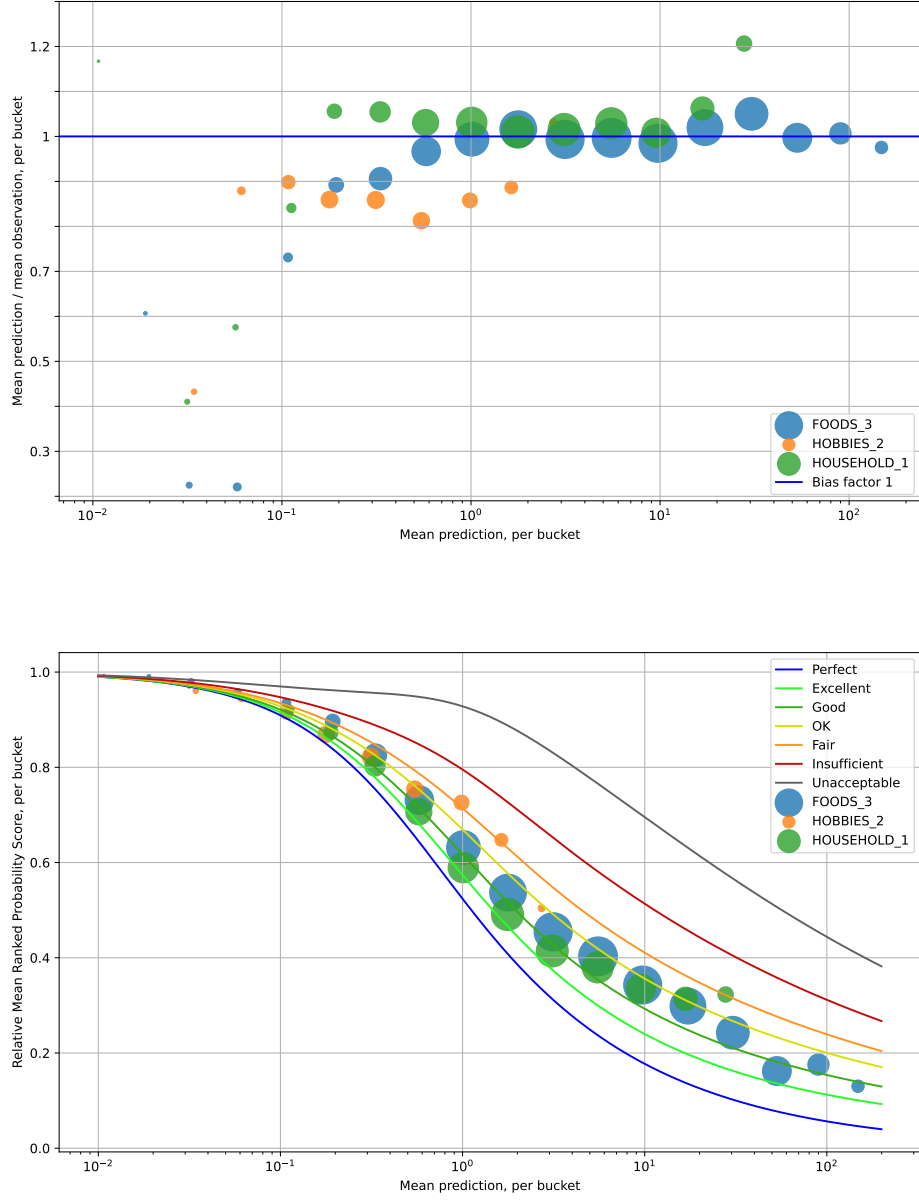 Mean prediction / mean observation, per bucket
1.2
1
0.7
0.5
0.3
FOODS_3
HOBBIES_2
HOUSEHOLD_1
Bias factor 1
10⁻² 10⁻¹ 10⁰ 10¹ 10²
Mean prediction, per bucket
Relative Mean Ranked Probability Score, per bucket
1.0
0.8
0.6
0.4
0.2
0.0
Perfect
Excellent
Good
OK
Fair
Insufficient
Unacceptable
FOODS_3
HOBBIES_2
HOUSEHOLD_1
10⁻² 10⁻¹ 10⁰ 10¹ 10²
Mean prediction, per bucket